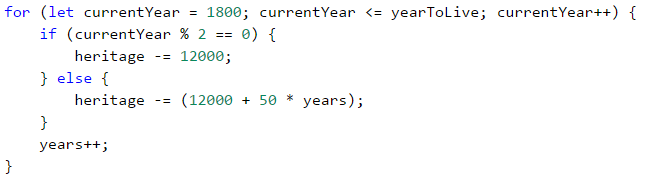 for (let currentYear = 1800; currentYear <= yearToLive; currentYear++) {
    if (currentYear % 2 == 0) {
        heritage -= 12000;
    } else {
        heritage -= (12000 + 50 * years);
    }
    years++;
}